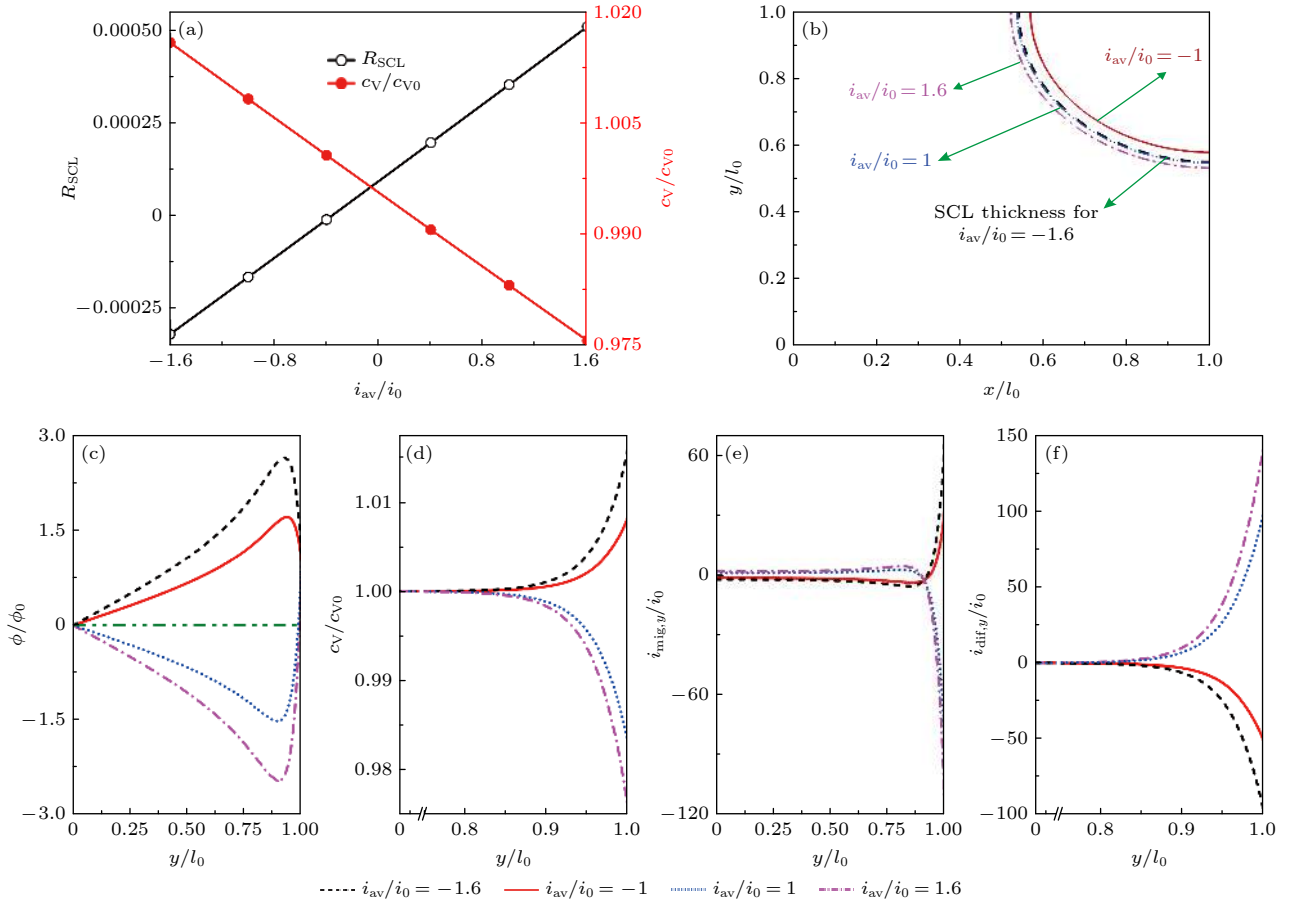 (a)
0.00050
0.00025
0
−0.00025
R_SCL
1.020
1.005
0.990
0.975
c_V/c_V0
R_SCL
c_V/c_V0
−1.6 −0.8 0 0.8 1.6
i_av/i_0
(b)
1.0
0.8
0.6
0.4
0.2
0
y/l_0
i_av/i_0 = −1
i_av/i_0 = 1.6
i_av/i_0 = 1
SCL thickness for
i_av/i_0 = −1.6
0 0.2 0.4 0.6 0.8 1.0
x/l_0
(c)
3.0
1.5
0
−1.5
−3.0
ϕ/ϕ_0
0 0.25 0.50 0.75 1.00
y/l_0
(d)
1.01
1.00
0.99
0.98
c_V/c_V0
0 0.8 0.9 1.0
y/l_0
(e)
60
0
−60
−120
i_mig,y/i_0
0 0.25 0.50 0.75 1.00
y/l_0
(f)
150
100
50
0
−50
−100
i_dif,y/i_0
0 0.8 0.9 1.0
y/l_0
i_av/i_0 = −1.6 i_av/i_0 = −1 i_av/i_0 = 1 i_av/i_0 = 1.6